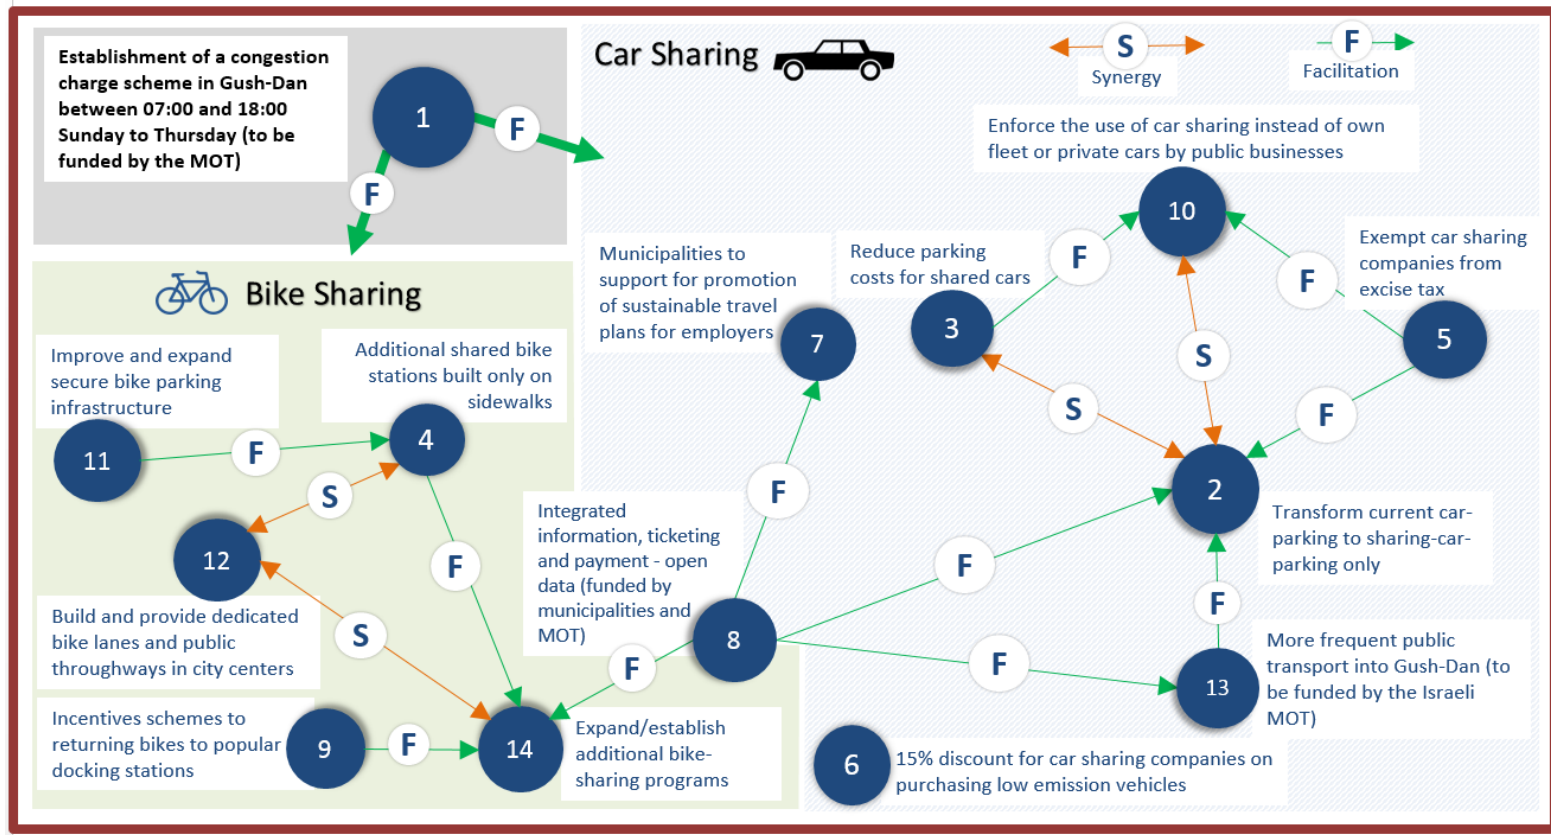 Establishment of a congestion
charge scheme in Gush-Dan
between 07:00 and 18:00
Sunday to Thursday (to be
funded by the MOT)
1
F
F
Car Sharing
S
Synergy
F
Facilitation
Enforce the use of car sharing instead of own
fleet or private cars by public businesses
10
Municipalities to
support for promotion
of sustainable travel
plans for employers
7
Reduce parking
costs for shared cars
3
F
F
Exempt car sharing
companies from
excise tax
5
S
S
F
2
Transform current car-
parking to sharing-car-
parking only
Bike Sharing
Improve and expand
secure bike parking
infrastructure
11
F
Additional shared bike
stations built only on
sidewalks
4
S
12
F
Build and provide dedicated
bike lanes and public
throughways in city centers
S
Incentives schemes to
returning bikes to popular
docking stations
9
F
14
Expand/establish
additional bike-
sharing programs
Integrated
information, ticketing
and payment - open
data (funded by
municipalities and
MOT)
8
F
F
F
F
F
13
More frequent public
transport into Gush-Dan (to
be funded by the Israeli
MOT)
6
15% discount for car sharing companies on
purchasing low emission vehicles